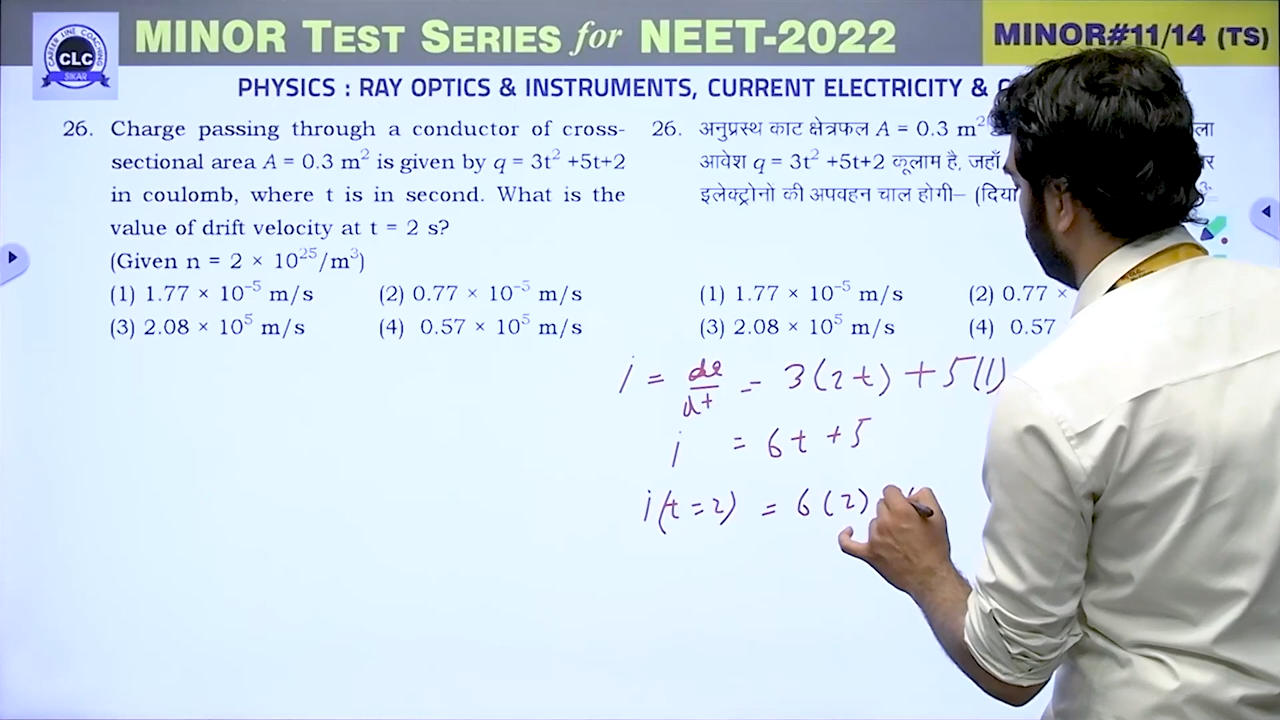 CAREER LINE COACHING
CLC
SIKAR
MINOR TEST SERIES for NEET-2022
MINOR#11/14 (TS)
PHYSICS : RAY OPTICS & INSTRUMENTS, CURRENT ELECTRICITY &
26. Charge passing through a conductor of cross-
sectional area A = 0.3 m² is given by q = 3t² +5t+2
in coulomb, where t is in second. What is the
value of drift velocity at t = 2 s?
(Given n = 2 × 10²⁵/m³)
(1) 1.77 × 10⁻⁵ m/s (2) 0.77 × 10⁻⁵ m/s
(3) 2.08 × 10⁵ m/s (4) 0.57 × 10⁵ m/s
26. अनुप्रस्थ काट क्षेत्रफल A = 0.3 m²
आवेश q = 3t² +5t+2 कूलाम है, जहाँ
इलेक्ट्रोनो की अपवहन चाल होगी– (दिया
(1) 1.77 × 10⁻⁵ m/s (2) 0.77 ×
(3) 2.08 × 10⁵ m/s (4) 0.57
i = dq/dt = 3(2t) + 5(1)
i = 6t + 5
i(t=2) = 6(2)